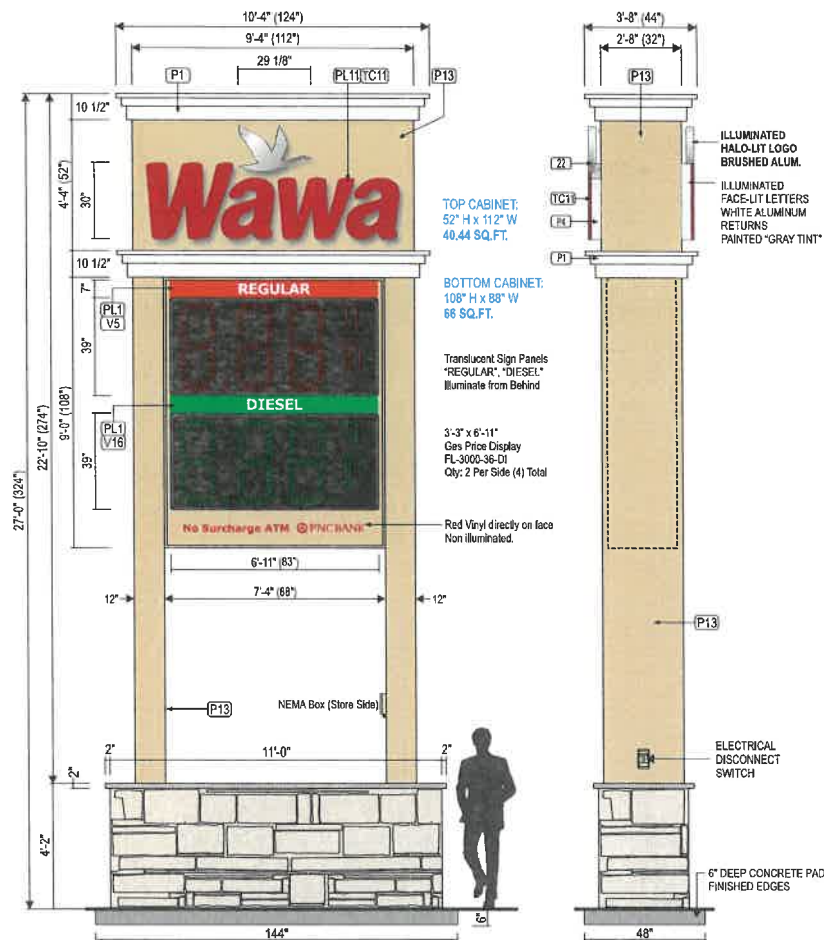 10'-4" (124")
9'-4" (112")
29 1/8"
P1
PL11 TC11
P13
10 1/2"
4'-4" (52")
30"
Wawa
TOP CABINET:
52" H x 112" W
40.44 SQ.FT.
10 1/2"
BOTTOM CABINET:
108" H x 88" W
66 SQ.FT.
7"
REGULAR
PL1
V5
39"
Translucent Sign Panels
"REGULAR", "DIESEL"
Illuminate from Behind
DIESEL
PL1
V16
39"
3'-3" x 6'-11"
Gas Price Display
FL-3000-36-DI
Qty: 2 Per Side (4) Total
No Surcharge ATM PNCBANK
Red Vinyl directly on face
Non illuminated.
27'-0" (324")
22'-10" (274")
9'-0" (108")
6'-11" (83")
7'-4" (88")
12"
12"
P13
NEMA Box (Store Side)
2"
11'-0"
2"
2"
4'-2"
6"
144"
3'-8" (44")
2'-8" (32")
P13
ILLUMINATED
HALO-LIT LOGO
BRUSHED ALUM.
22
TC1
P1
ILLUMINATED
FACE-LIT LETTERS
WHITE ALUMINUM
RETURNS
PAINTED "GRAY TINT"
P13
ELECTRICAL
DISCONNECT
SWITCH
6" DEEP CONCRETE PAD
FINISHED EDGES
48"